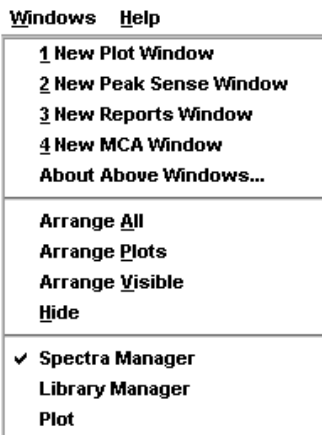 Windows Help
1 New Plot Window
2 New Peak Sense Window
3 New Reports Window
4 New MCA Window
About Above Windows...
Arrange All
Arrange Plots
Arrange Visible
Hide
✓ Spectra Manager
Library Manager
Plot